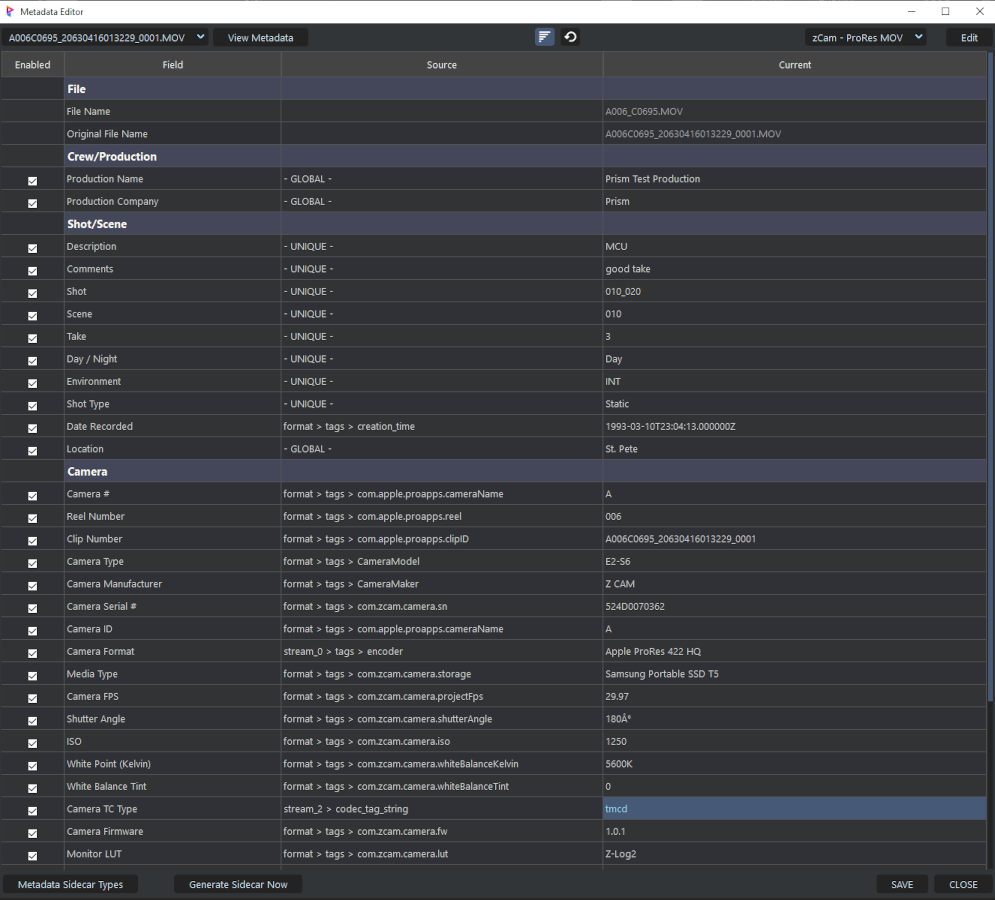 Metadata Editor
A006C0695_20630416013229_0001.MOV View Metadata zCam - ProRes MOV Edit
Enabled Field Source Current
File
File Name A006_C0695.MOV
Original File Name A006C0695_20630416013229_0001.MOV
Crew/Production
Production Name - GLOBAL - Prism Test Production
Production Company - GLOBAL - Prism
Shot/Scene
Description - UNIQUE - MCU
Comments - UNIQUE - good take
Shot - UNIQUE - 010_020
Scene - UNIQUE - 010
Take - UNIQUE - 3
Day / Night - UNIQUE - Day
Environment - UNIQUE - INT
Shot Type - UNIQUE - Static
Date Recorded format > tags > creation_time 1993-03-10T23:04:13.000000Z
Location - GLOBAL - St. Pete
Camera
Camera # format > tags > com.apple.proapps.cameraName A
Reel Number format > tags > com.apple.proapps.reel 006
Clip Number format > tags > com.apple.proapps.clipID A006C0695_20630416013229_0001
Camera Type format > tags > CameraModel E2-S6
Camera Manufacturer format > tags > CameraMaker Z CAM
Camera Serial # format > tags > com.zcam.camera.sn 524D0070362
Camera ID format > tags > com.apple.proapps.cameraName A
Camera Format stream_0 > tags > encoder Apple ProRes 422 HQ
Media Type format > tags > com.zcam.camera.storage Samsung Portable SSD T5
Camera FPS format > tags > com.zcam.camera.projectFps 29.97
Shutter Angle format > tags > com.zcam.camera.shutterAngle 180Â°
ISO format > tags > com.zcam.camera.iso 1250
White Point (Kelvin) format > tags > com.zcam.camera.whiteBalanceKelvin 5600K
White Balance Tint format > tags > com.zcam.camera.whiteBalanceTint 0
Camera TC Type stream_2 > codec_tag_string tmcd
Camera Firmware format > tags > com.zcam.camera.fw 1.0.1
Monitor LUT format > tags > com.zcam.camera.lut Z-Log2
Metadata Sidecar Types Generate Sidecar Now SAVE CLOSE